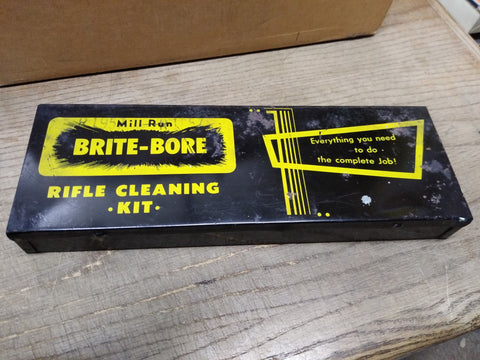 Mill Run
BRITE-BORE
RIFLE CLEANING
• KIT •
Everything you need
to do •
the complete Job!